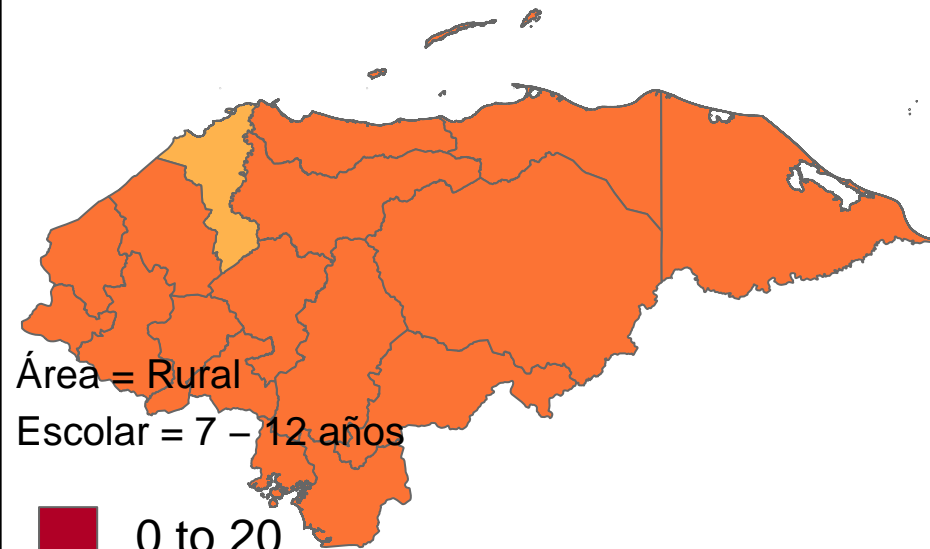 Área = Rural
Escolar = 7 – 12 años
0 to 20